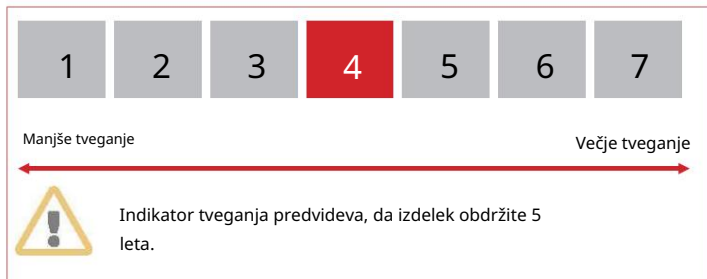 1 2 3 4 5 6 7
Manjše tveganje
Večje tveganje
Indikator tveganja predvideva, da izdelek obdržite 5
leta.